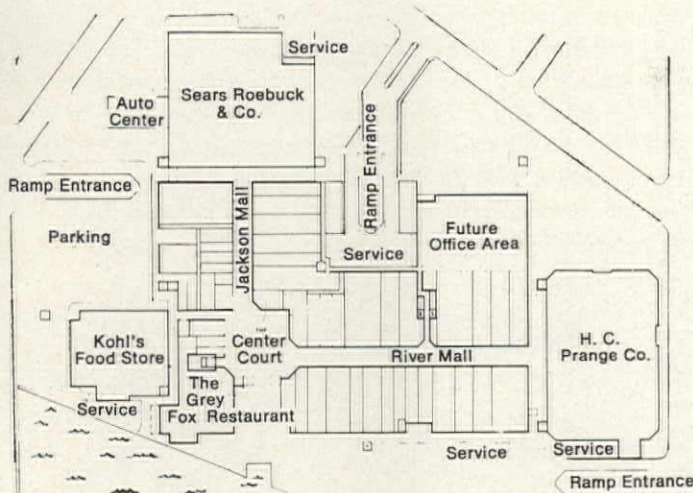 Service
Sears Roebuck
& Co.
Auto
Center
Ramp Entrance
Ramp Entrance
Jackson Mall
Parking
Future
Office Area
Service
Kohl's
Food Store
Center
Court
River Mall
H. C.
Prange Co.
The
Grey
Fox Restaurant
Service
Service
Service
Ramp Entrance